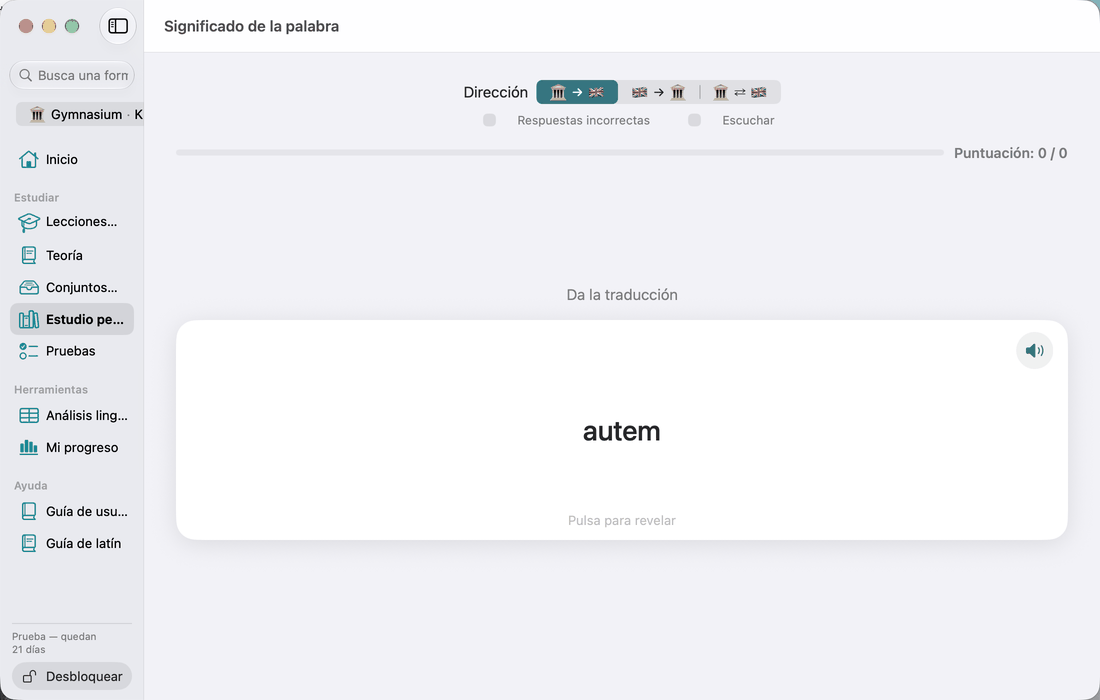 Significado de la palabra
Busca una forn
Gymnasium · K
Inicio
Estudiar
Lecciones...
Teoría
Conjuntos...
Estudio pe...
Pruebas
Herramientas
Análisis ling...
Mi progreso
Ayuda
Guía de usu...
Guía de latín
Prueba — quedan
21 días
Desbloquear
Dirección
Respuestas incorrectas
Escuchar
Puntuación: 0 / 0
Da la traducción
autem
Pulsa para revelar